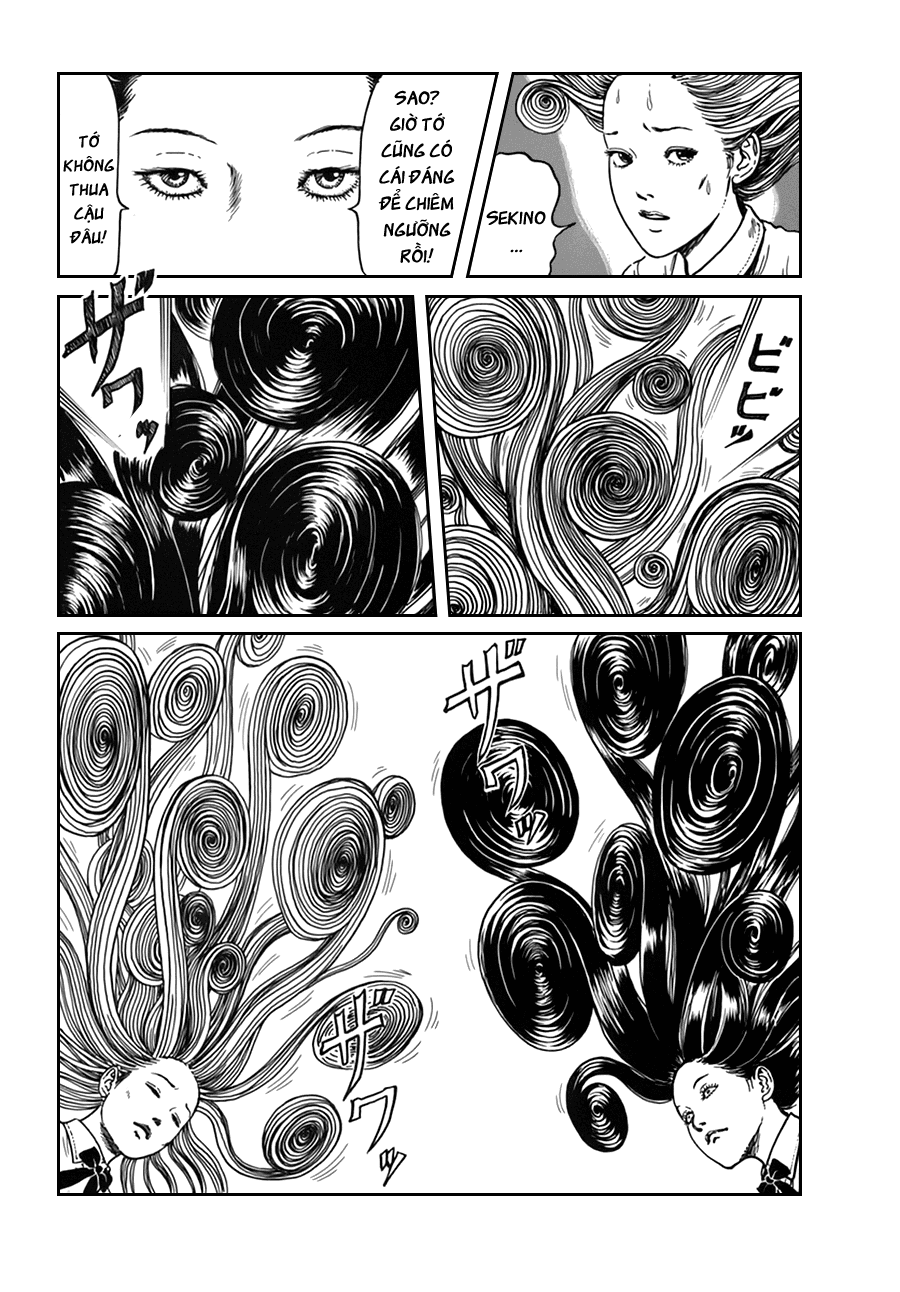 SEKINO
...
SAO?
GIỜ TỚ
CŨNG CÓ
CÁI ĐÁNG
ĐỂ CHIÊM
NGƯỠNG
RỒI!
TỚ
KHÔNG
THUA
CẬU
ĐÂU!
ビビビッ
ザワッ
ザワッ
ザワッ